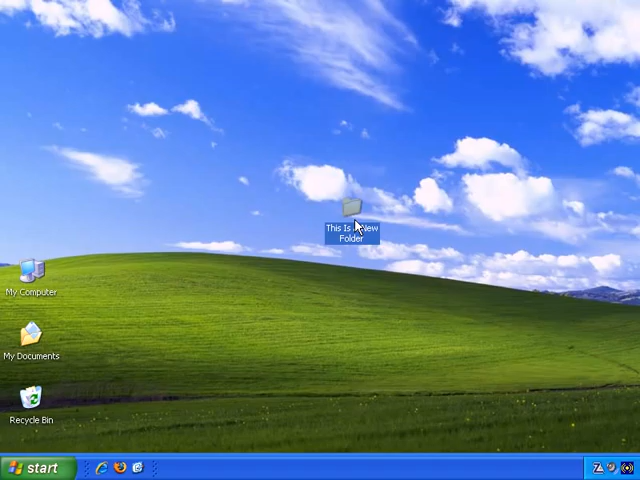 This Is A New
Folder
My Computer
My Documents
Recycle Bin
start